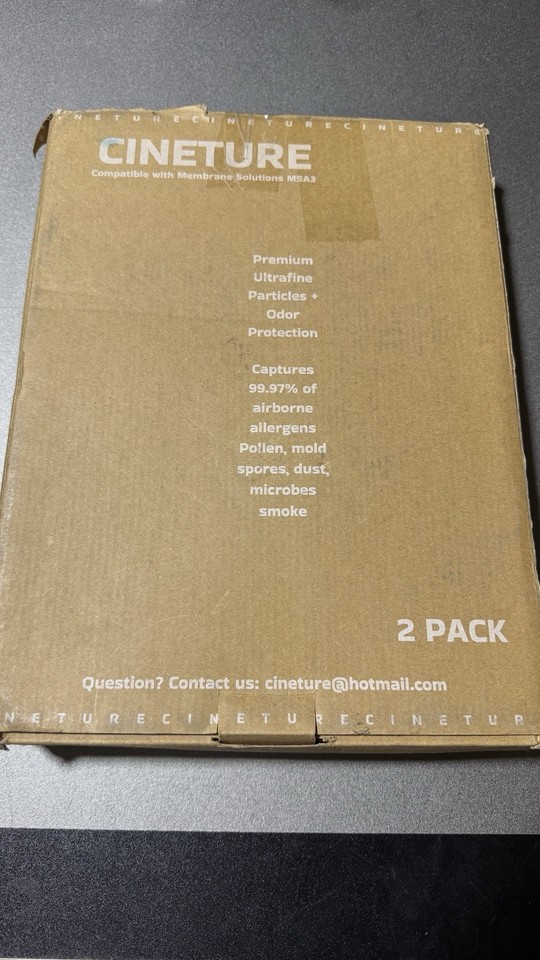 NETURECINETURECINETURE
CINETURE
Compatible with Membrane Solutions MSA3
Premium
Ultrafine
Particles +
Odor
Protection
Captures
99.97% of
airborne
allergens
Pollen, mold
spores, dust,
microbes
smoke
2 PACK
Question? Contact us: cineture@hotmail.com
NETURECINETURECINETUR